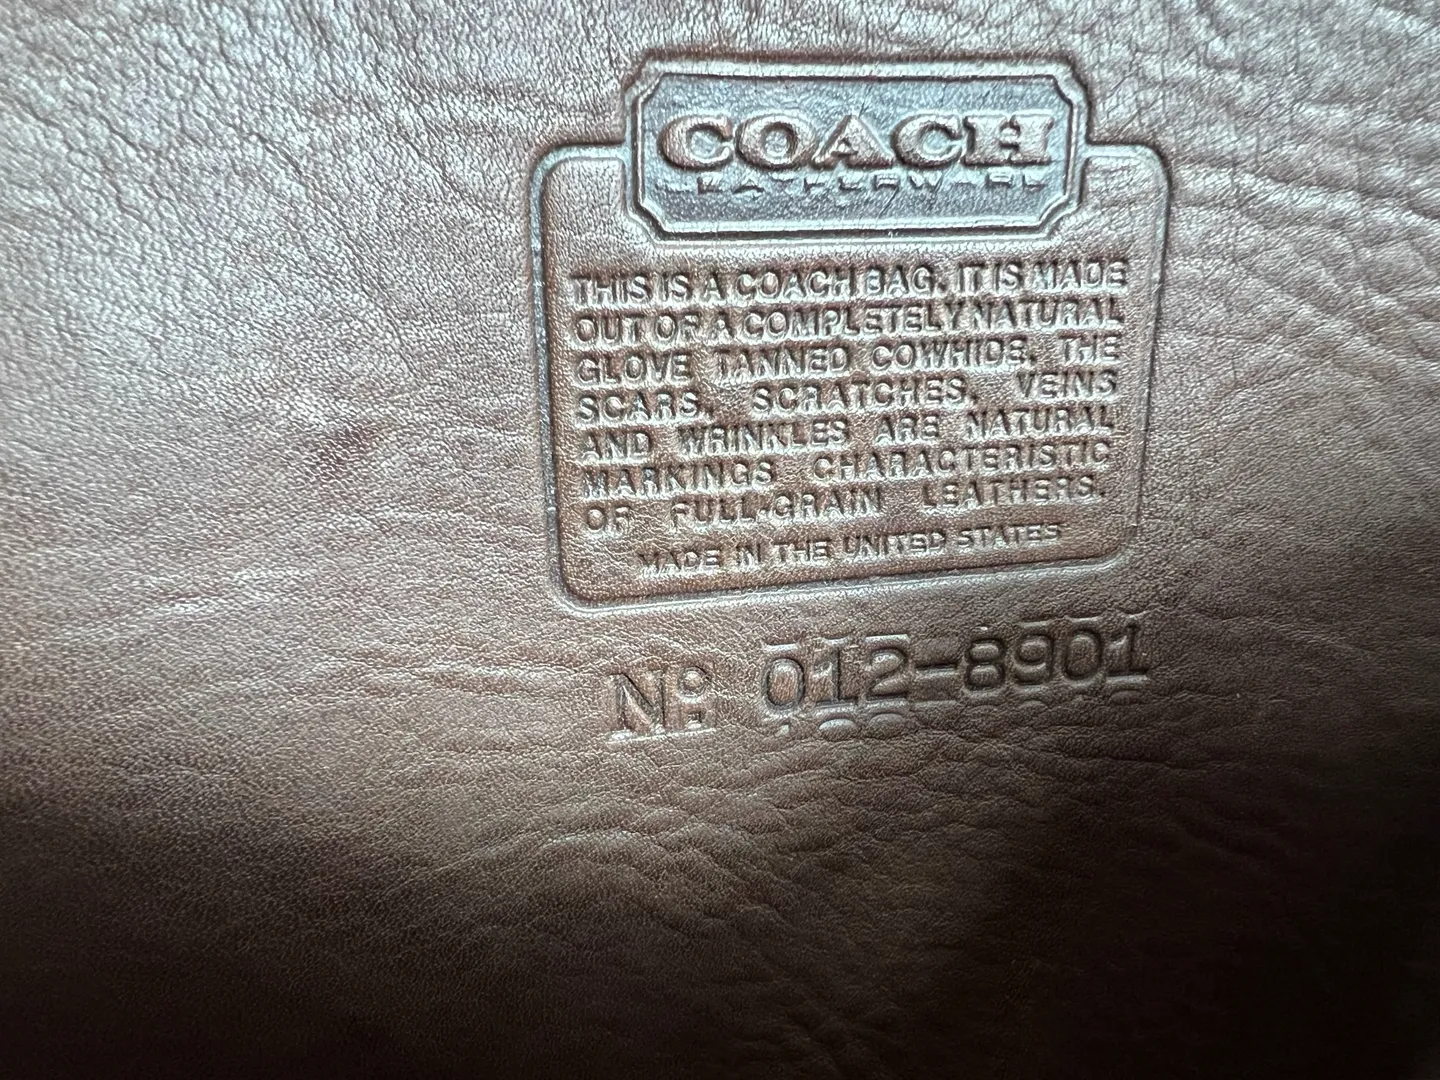 COACH
LEATHERWARE
THIS IS A COACH BAG. IT IS MADE
OUT OF A COMPLETELY NATURAL
GLOVE TANNED COWHIDE. THE
SCARS, SCRATCHES, VEINS
AND WRINKLES ARE NATURAL
MARKINGS CHARACTERISTIC
OF FULL-GRAIN LEATHERS.
MADE IN THE UNITED STATES
Nº 012-8901